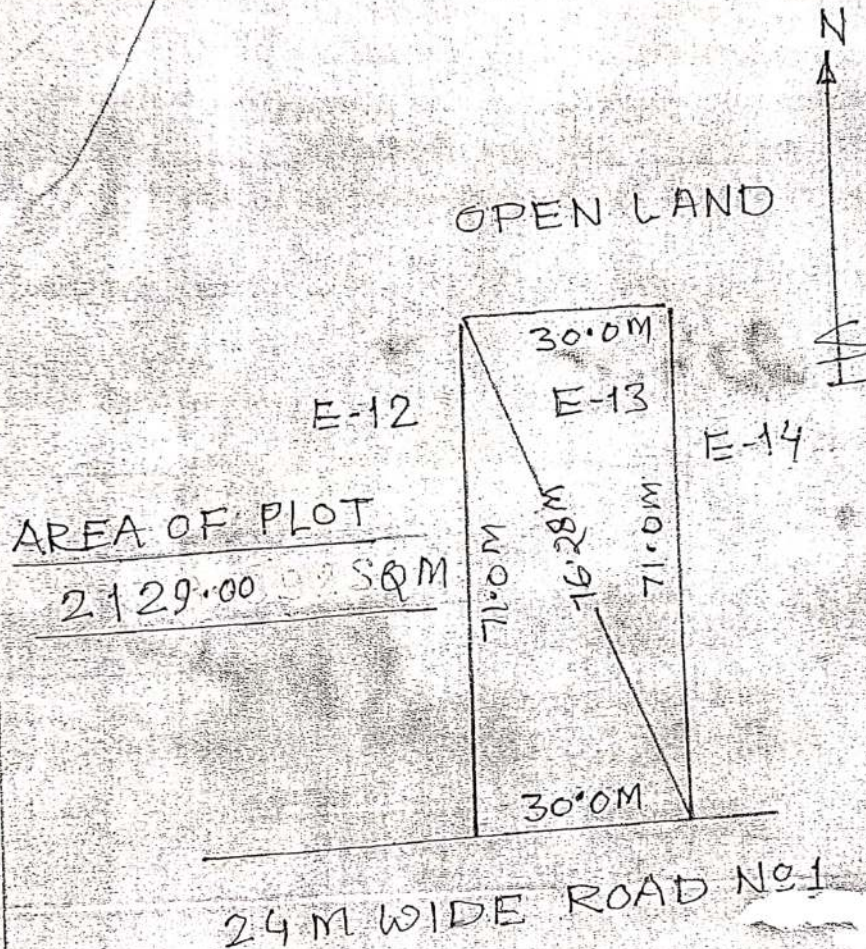 N
OPEN LAND
30.0M
E-12
E-13
E-14
AREA OF PLOT
2129.00 SQM
71.0M
76.28M
71.0M
30.0M
24 M WIDE ROAD No 1